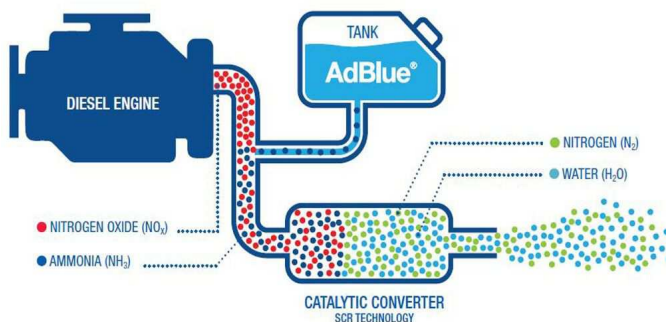 TANK
AdBlue®
DIESEL ENGINE
NITROGEN (N₂)
WATER (H₂O)
NITROGEN OXIDE (NOₓ)
AMMONIA (NH₃)
CATALYTIC CONVERTER
SCR TECHNOLOGY